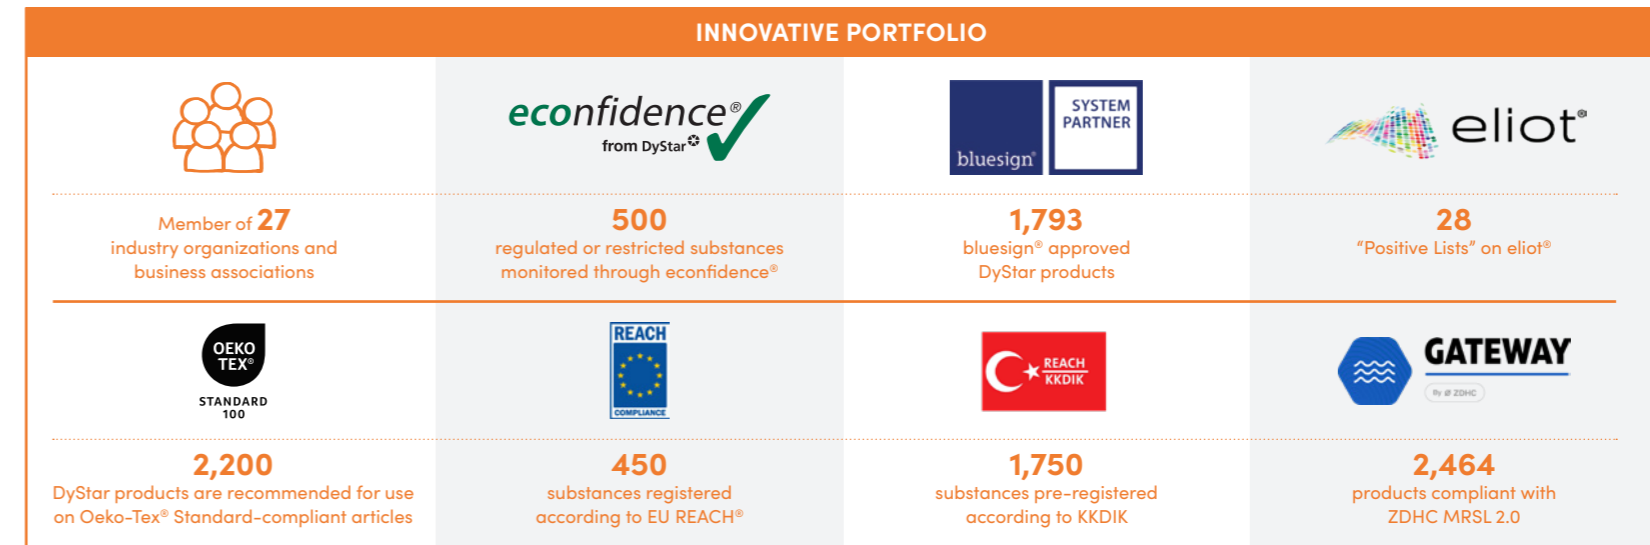 INNOVATIVE PORTFOLIO
econfidence®
from DyStar
bluesign®
SYSTEM
PARTNER
eliot®
Member of 27
industry organizations and
business associations
500
regulated or restricted substances
monitored through econfidence®
1,793
bluesign® approved
DyStar products
28
“Positive Lists” on eliot®
OEKO
TEX®
STANDARD
100
REACH
COMPLIANCE
REACH
KKDIK
GATEWAY
By ZDHC
2,200
DyStar products are recommended for use
on Oeko-Tex® Standard-compliant articles
450
substances registered
according to EU REACH®
1,750
substances pre-registered
according to KKDIK
2,464
products compliant with
ZDHC MRSL 2.0